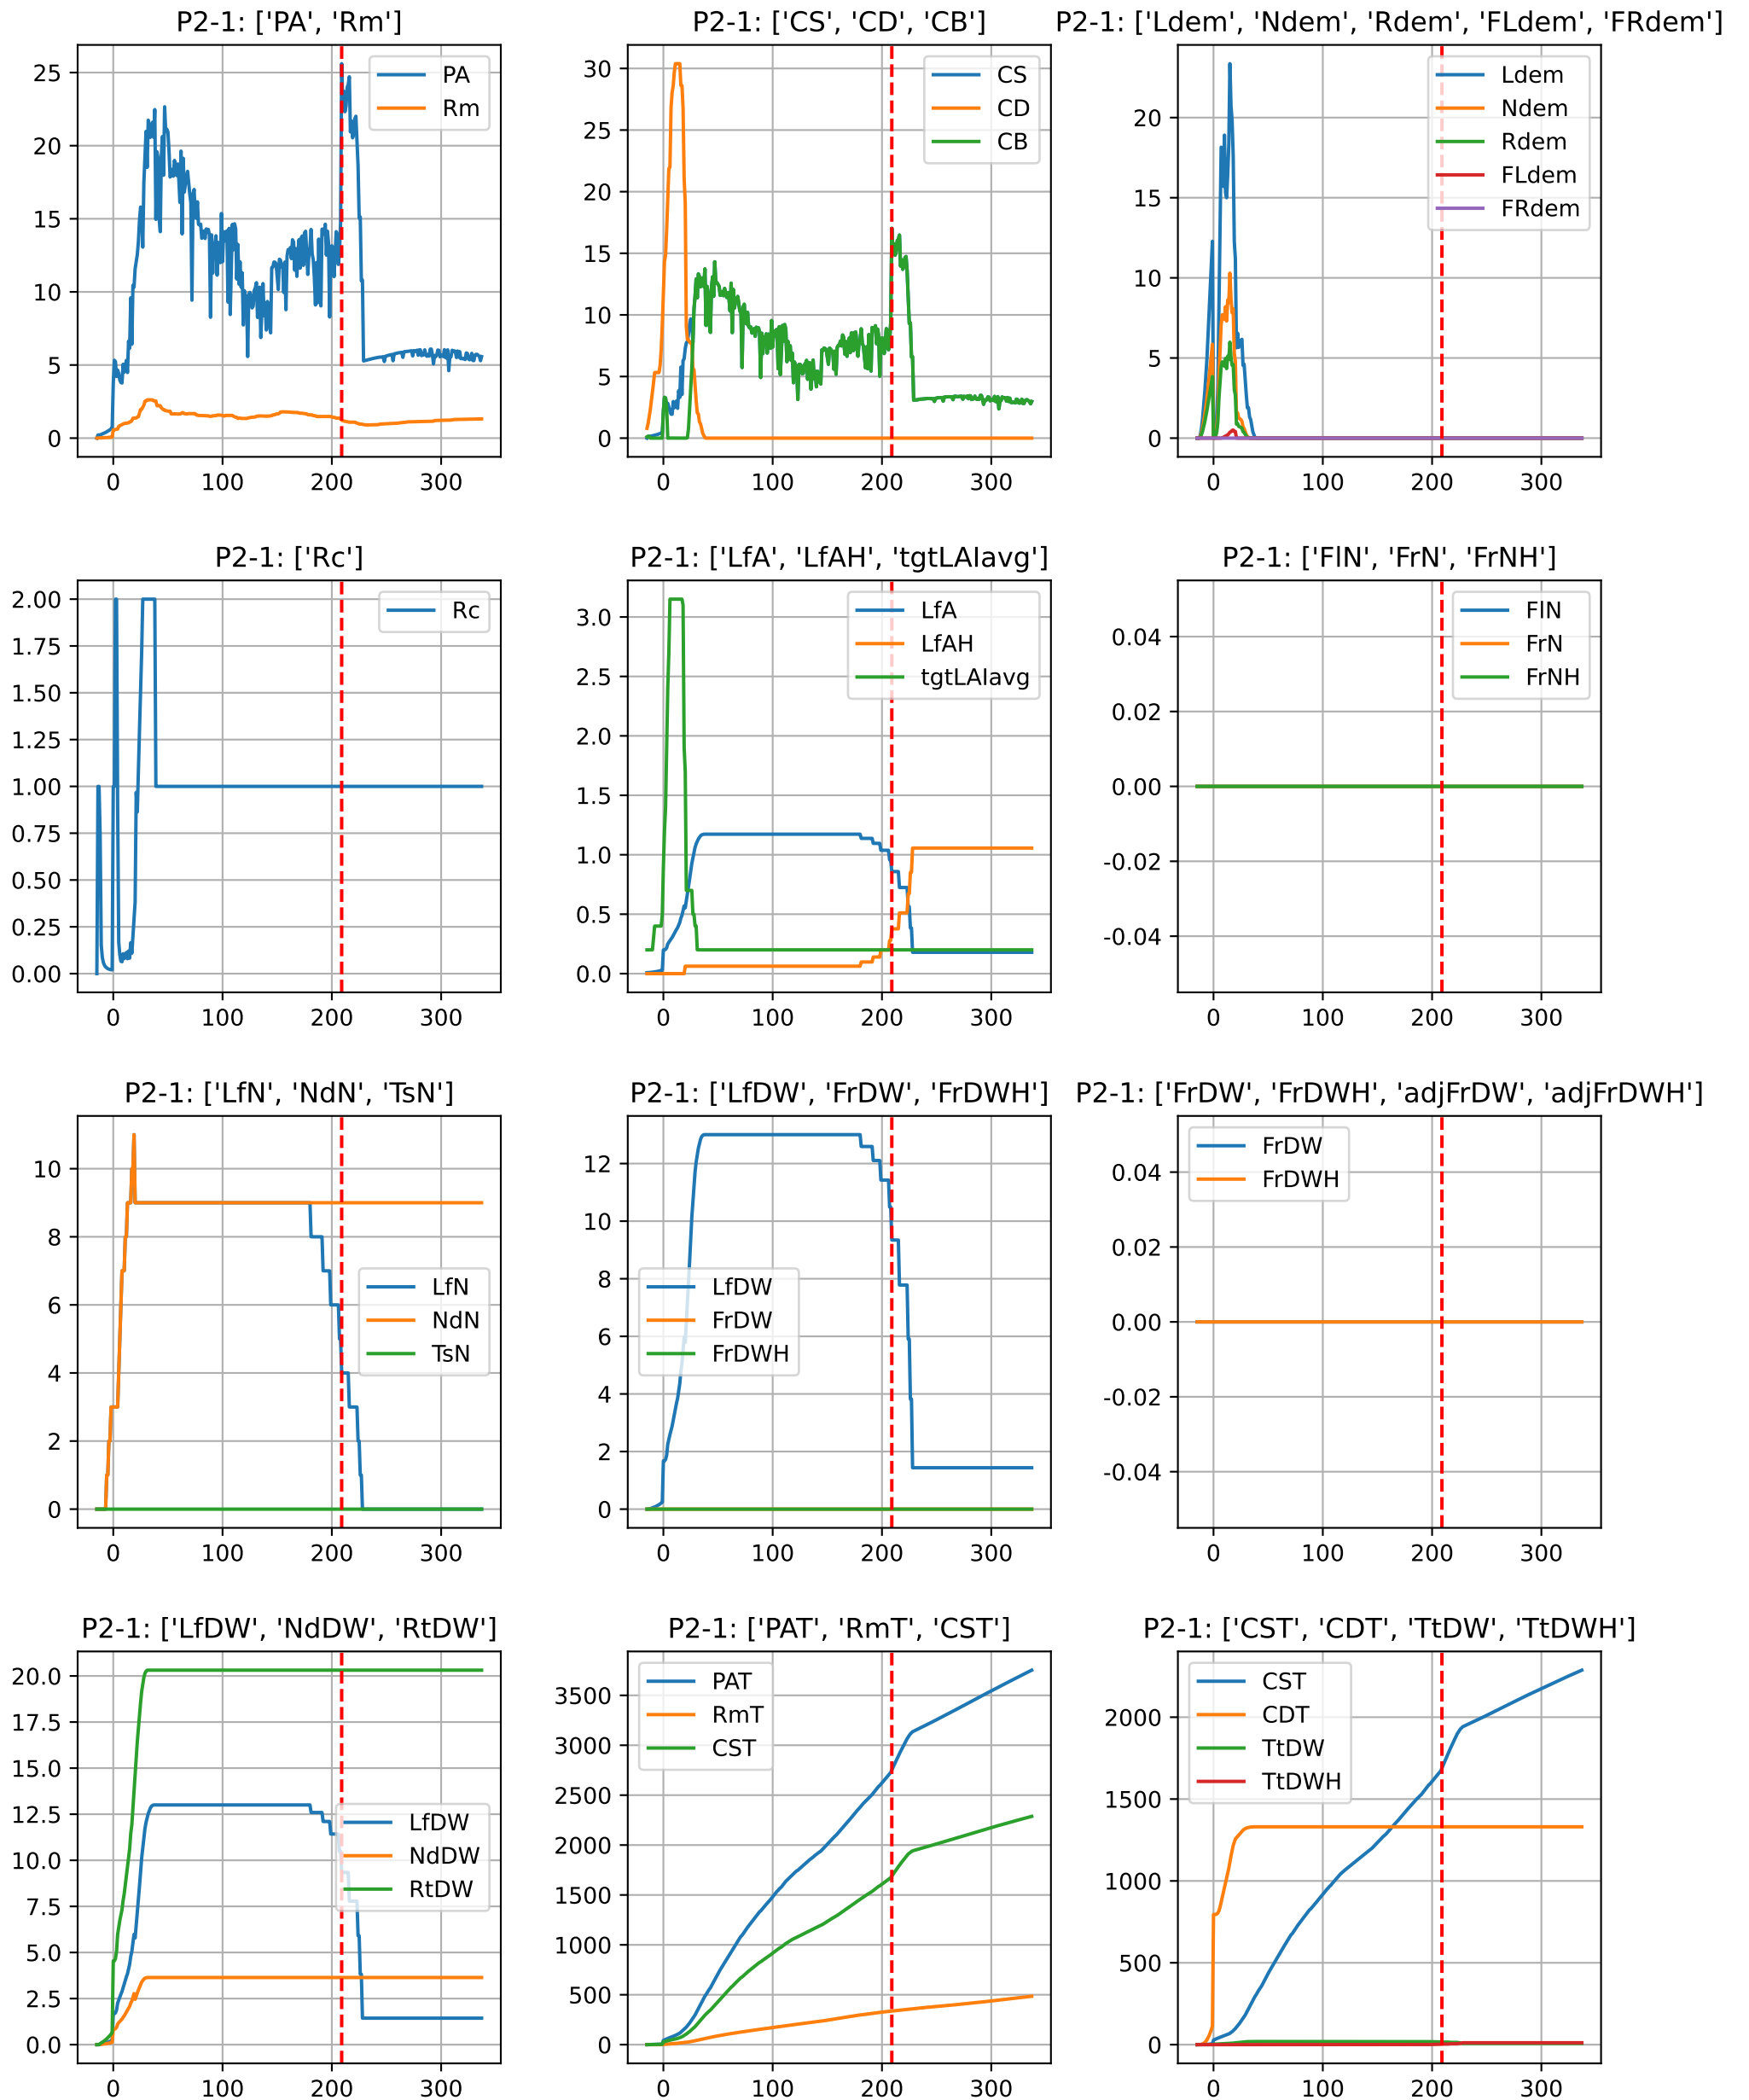 P2-1: ['PA', 'Rm']
25
20
15
10
5
0
0 100 200 300
PA
Rm
P2-1: ['CS', 'CD', 'CB']
30
25
20
15
10
5
0
0 100 200 300
CS
CD
CB
P2-1: ['Ldem', 'Ndem', 'Rdem', 'FLdem', 'FRdem']
20
15
10
5
0
0 100 200 300
Ldem
Ndem
Rdem
FLdem
FRdem
P2-1: ['Rc']
2.00
1.75
1.50
1.25
1.00
0.75
0.50
0.25
0.00
0 100 200 300
Rc
P2-1: ['LfA', 'LfAH', 'tgtLAIavg']
3.0
2.5
2.0
1.5
1.0
0.5
0.0
0 100 200 300
LfA
LfAH
tgtLAIavg
P2-1: ['FlN', 'FrN', 'FrNH']
0.04
0.02
0.00
-0.02
-0.04
0 100 200 300
FlN
FrN
FrNH
P2-1: ['LfN', 'NdN', 'TsN']
10
8
6
4
2
0
0 100 200 300
LfN
NdN
TsN
P2-1: ['LfDW', 'FrDW', 'FrDWH']
12
10
8
6
4
2
0
0 100 200 300
LfDW
FrDW
FrDWH
P2-1: ['FrDW', 'FrDWH', 'adjFrDW', 'adjFrDWH']
0.04
0.02
0.00
-0.02
-0.04
0 100 200 300
FrDW
FrDWH
P2-1: ['LfDW', 'NdDW', 'RtDW']
20.0
17.5
15.0
12.5
10.0
7.5
5.0
2.5
0.0
0 100 200 300
LfDW
NdDW
RtDW
P2-1: ['PAT', 'RmT', 'CST']
3500
3000
2500
2000
1500
1000
500
0
0 100 200 300
PAT
RmT
CST
P2-1: ['CST', 'CDT', 'TtDW', 'TtDWH']
2000
1500
1000
500
0
0 100 200 300
CST
CDT
TtDW
TtDWH